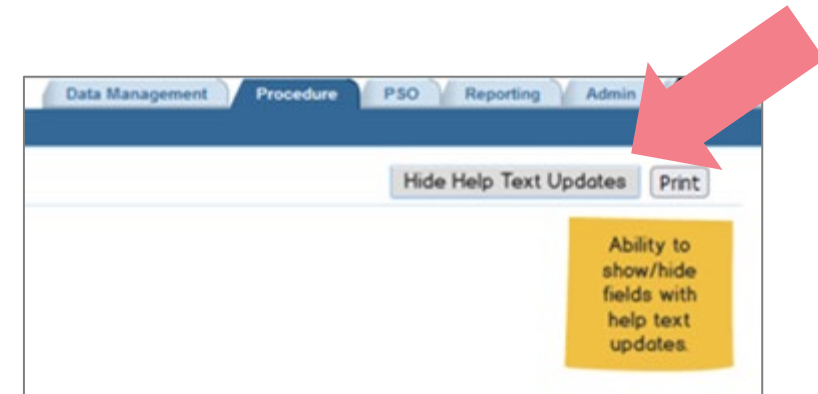 Data Management Procedure PSO Reporting Admin
Hide Help Text Updates Print
Ability to
show/hide
fields with
help text
updates.